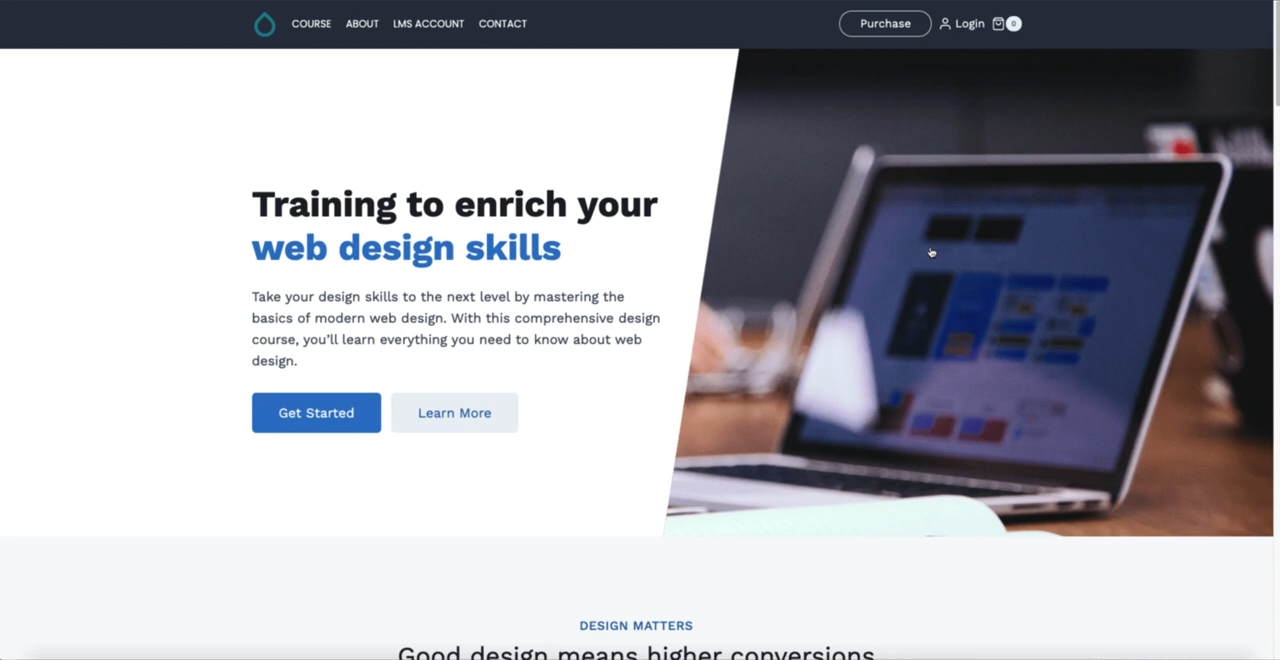 COURSE ABOUT LMS ACCOUNT CONTACT Purchase Login 0
Training to enrich your
web design skills
Take your design skills to the next level by mastering the
basics of modern web design. With this comprehensive design
course, you’ll learn everything you need to know about web
design.
Get Started Learn More
DESIGN MATTERS
Good design means higher conversions